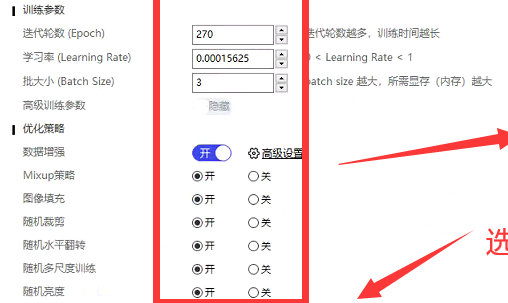 训练参数
迭代轮数 (Epoch) 270 迭代轮数越多，训练时间越长
学习率 (Learning Rate) 0.00015625 < Learning Rate < 1
批大小 (Batch Size) 3 batch size 越大，所需显存（内存）越大
高级训练参数 隐藏
优化策略
数据增强 开 高级设置
Mixup策略 开 关
图像填充 开 关
随机裁剪 开 关
随机水平翻转 开 关
随机多尺度训练 开 关
随机亮度 开 关
选